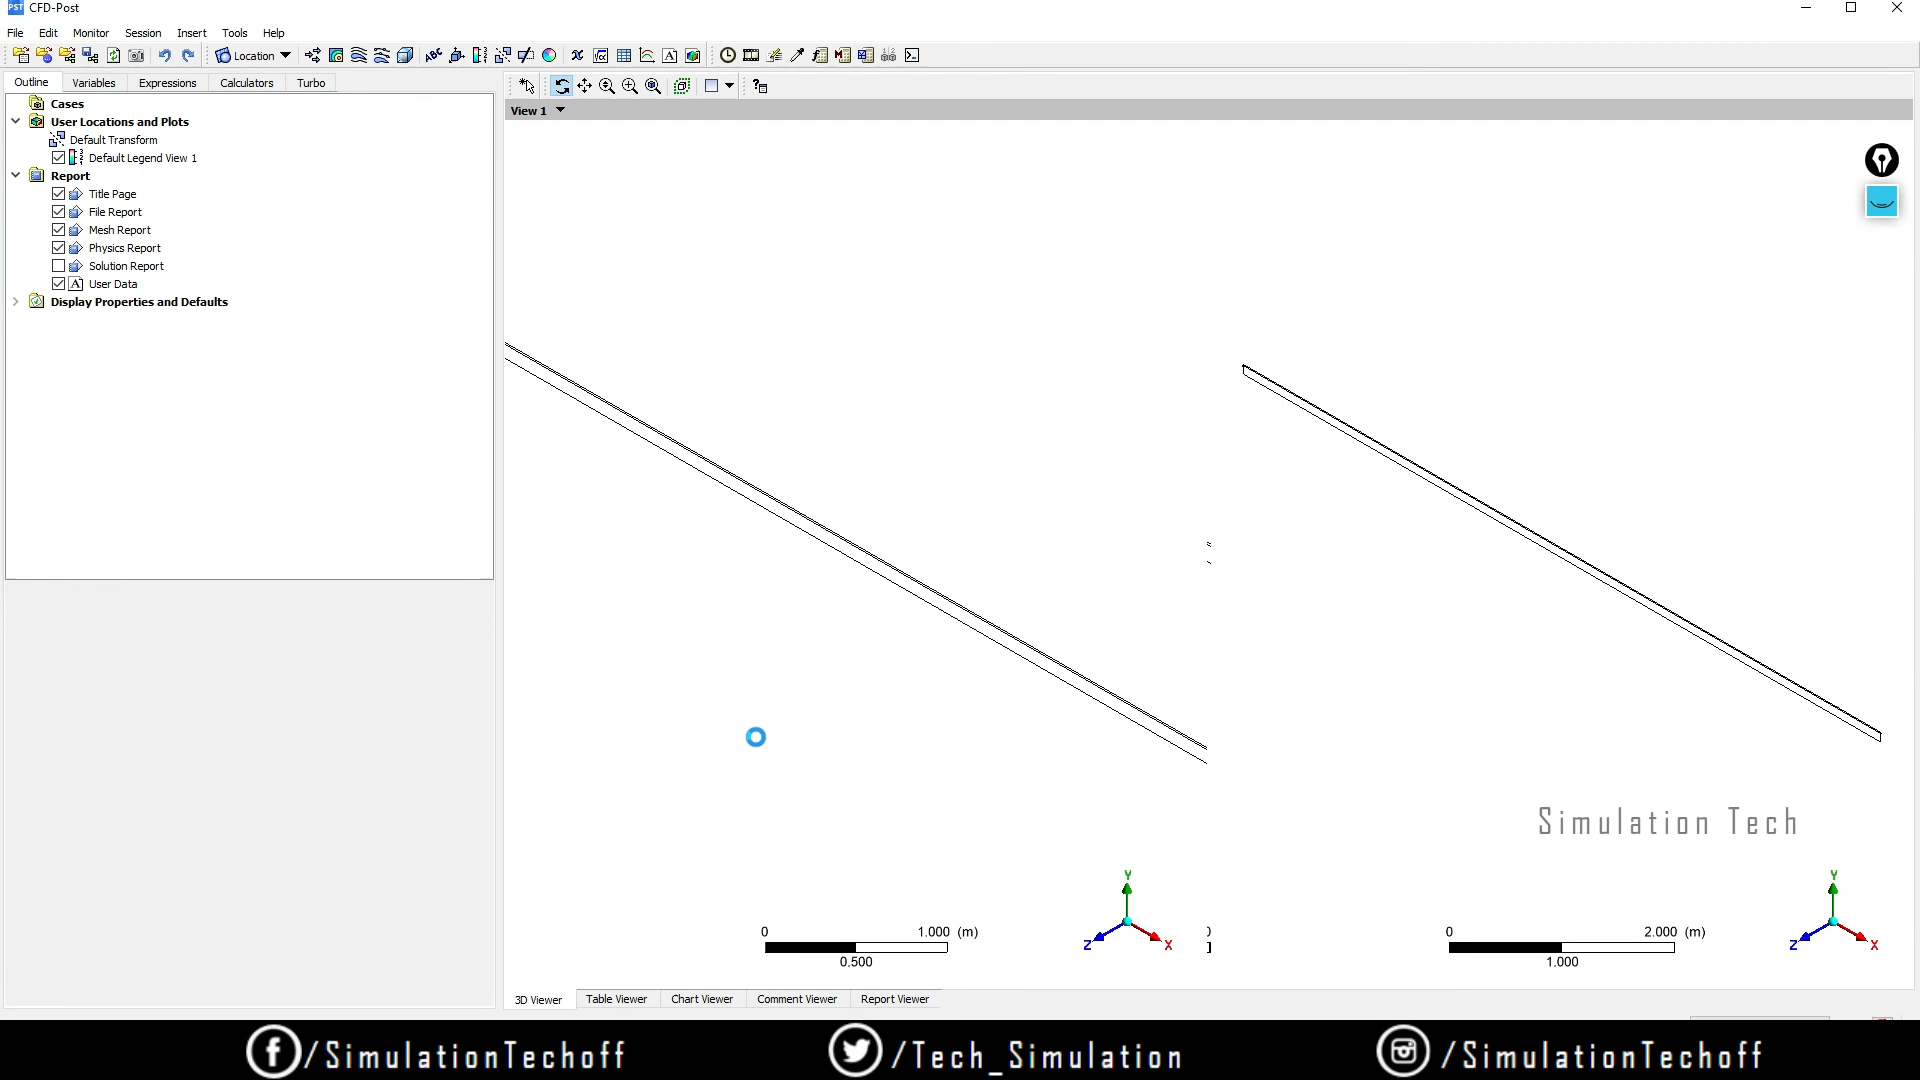 PST CFD-Post
File Edit Monitor Session Insert Tools Help
Location
Outline Variables Expressions Calculators Turbo
Cases
User Locations and Plots
Default Transform
Default Legend View 1
Report
Title Page
File Report
Mesh Report
Physics Report
Solution Report
A User Data
Display Properties and Defaults
View 1
Simulation Tech
Y
Z X
0 1.000 (m)
0.500
0
Y
Z X
0 2.000 (m)
1.000
3D Viewer Table Viewer Chart Viewer Comment Viewer Report Viewer
/SimulationTechoff /Tech_Simulation /SimulationTechoff